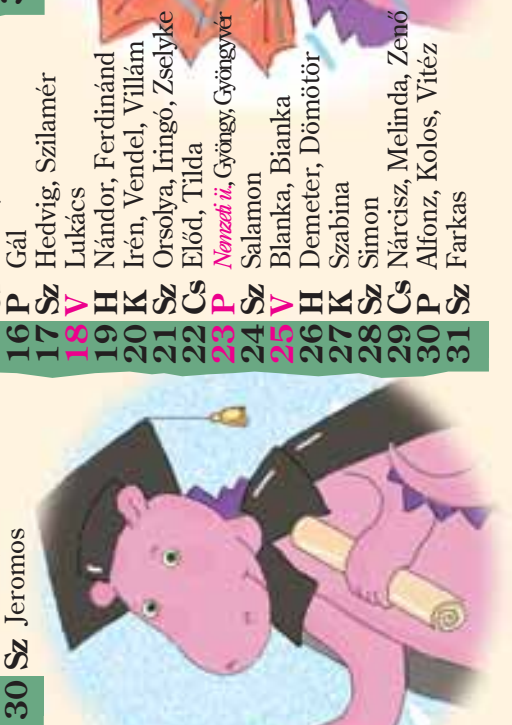 30 Sz Jeromos
16 P Gál
17 Sz Hedvig, Szilamér
18 V Lukács
19 H Nándor, Ferdinánd
20 K Irén, Vendel, Villám
21 Sz Orsolya, Iringó, Zselyke
22 Cs Előd, Tilda
23 P Nemzeti ü., Gyöngy, Gyöngyvér
24 Sz Salamon
25 V Blanka, Bianka
26 H Demeter, Dömötör
27 K Szabina
28 Sz Simon
29 Cs Nárcisz, Melinda, Zenő
30 P Alfonz, Kolos, Vitéz
31 Sz Farkas